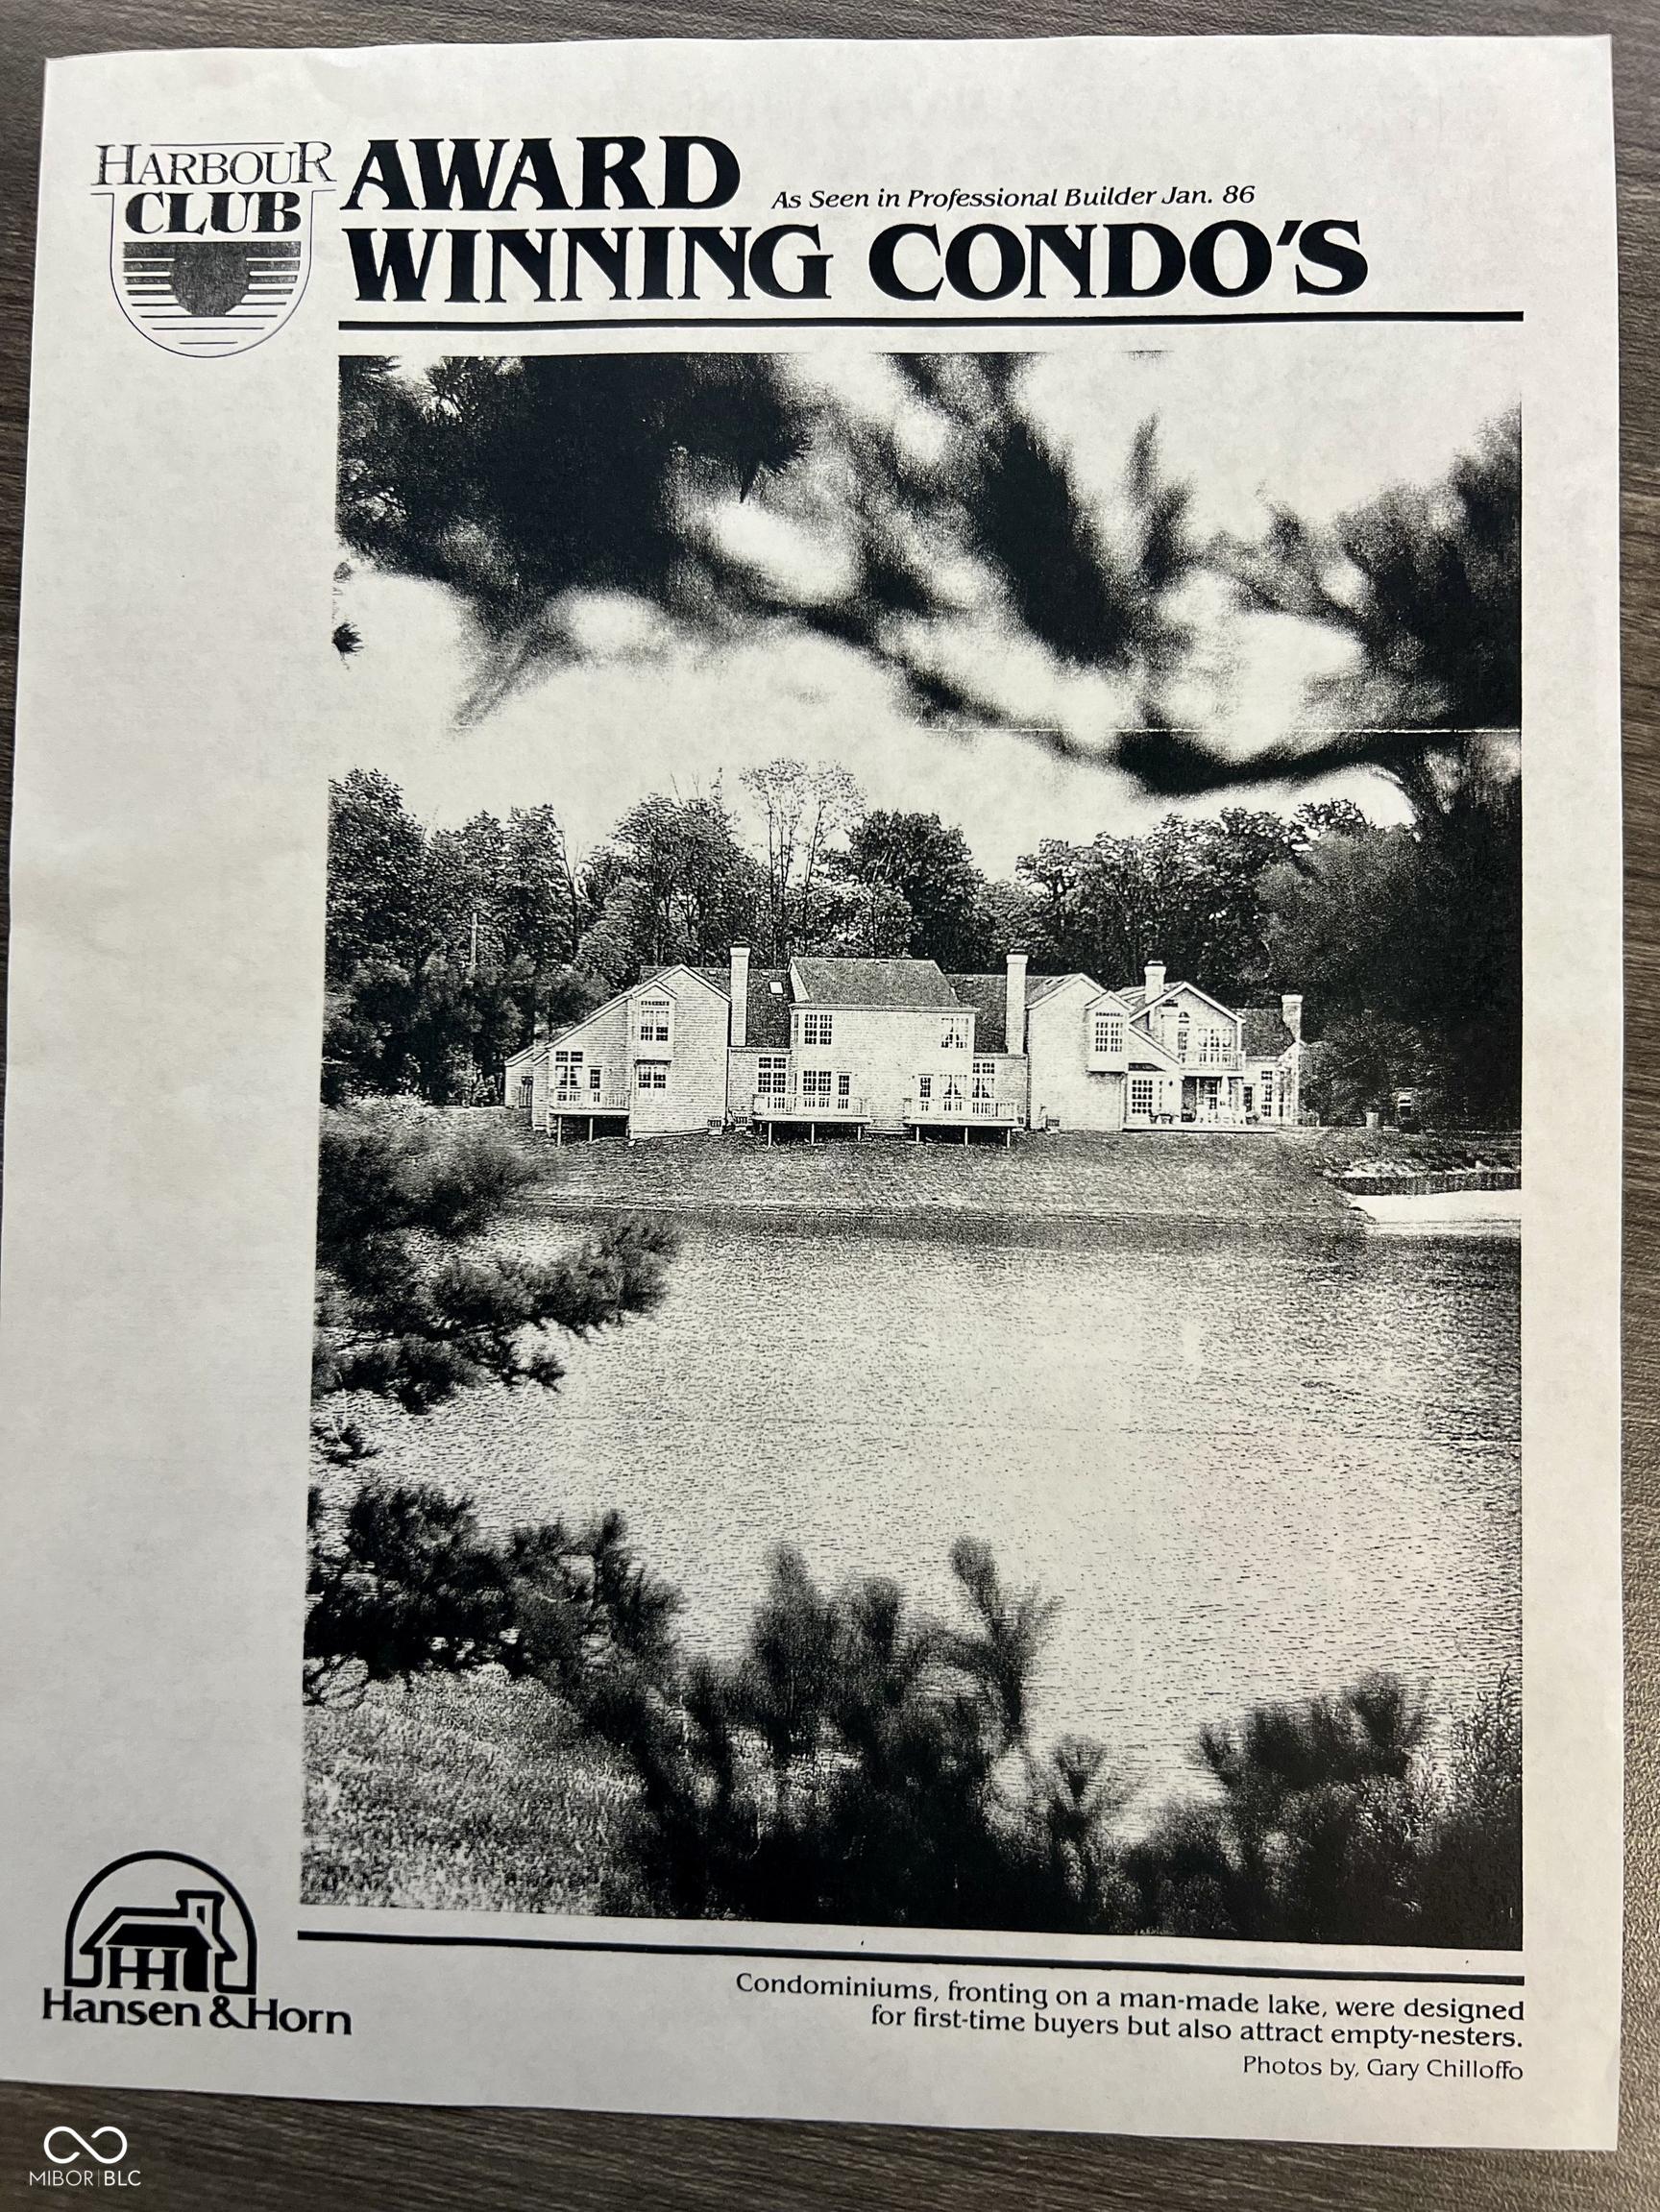 HARBOUR
CLUB
AWARD
As Seen in Professional Builder Jan. 86
WINNING CONDO'S
HH
Hansen & Horn
Condominiums, fronting on a man-made lake, were designed
for first-time buyers but also attract empty-nesters.
Photos by, Gary Chilloffo
MIBOR | BLC